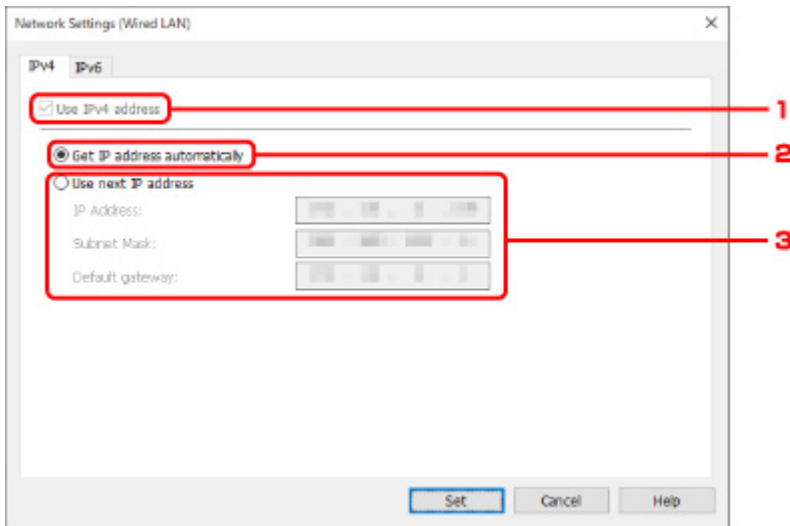 Network Settings (Wired LAN)
IPv4 IPv6
Use IPv4 address
1
Get IP address automatically
2
Use next IP address
IP Address:
Subnet Mask:
3
Default gateway:
Set Cancel Help